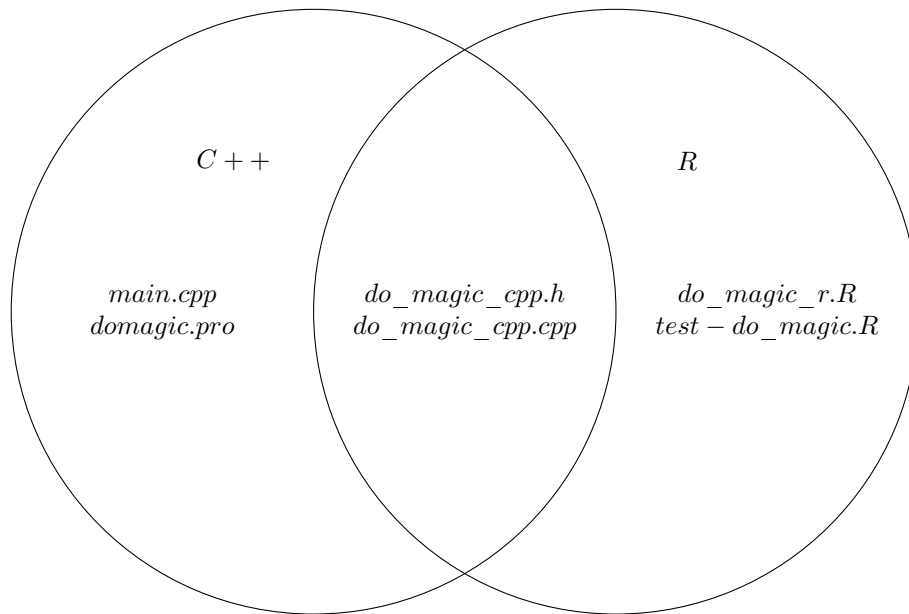 C + +
R
main.cpp
domagic.pro
do_magic_cpp.h
do_magic_cpp.cpp
do_magic_r.R
test − do_magic.R